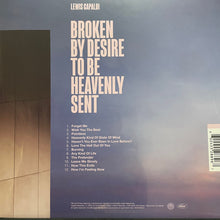 LEWIS CAPALDI
BROKEN
BY DESIRE
TO BE
HEAVENLY
SENT
1. Forget Me
2. Wish You The Best
3. Pointless
4. Heavenly Kind Of State Of Mind
5. Haven't You Ever Been In Love Before?
6. Love The Hell Out Of You
7. Burning
8. Any Kind Of Life
9. The Pretender
10. Leave Me Slowly
11. How This Ends
12. How I'm Feeling Now